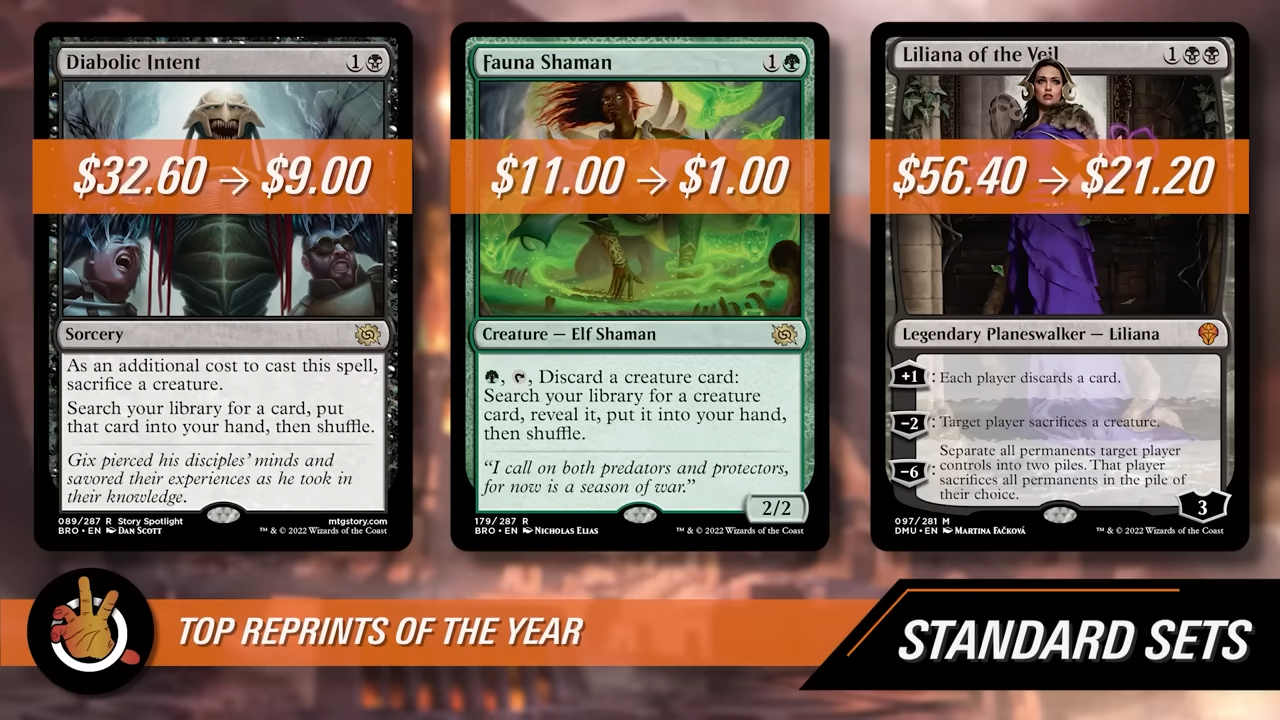 Diabolic Intent 1
$32.60 → $9.00
Sorcery
As an additional cost to cast this spell,
sacrifice a creature.
Search your library for a card, put
that card into your hand, then shuffle.
Gix pierced his disciples' minds and
savored their experiences as he took in
their knowledge.
089/287 R Story Spotlight mtgstory.com
BRO • EN Dan Scott ™ & © 2022 Wizards of the Coast
Fauna Shaman 1
$11.00 → $1.00
Creature — Elf Shaman
, , Discard a creature card:
Search your library for a creature
card, reveal it, put it into your hand,
then shuffle.
"I call on both predators and protectors,
for now is a season of war."
2/2
179/287 R
BRO • EN Nicholas Elias ™ & © 2022 Wizards of the Coast
Liliana of the Veil 1
$56.40 → $21.20
Legendary Planeswalker — Liliana
+1 : Each player discards a card.
−2 : Target player sacrifices a creature.
Separate all permanents target player
controls into two piles. That player
−6 : sacrifices all permanents in the pile of
their choice.
3
097/281 M
DMU • EN Martina Fačková ™ & © 2022 Wizards of the Coast
TOP REPRINTS OF THE YEAR
STANDARD SETS